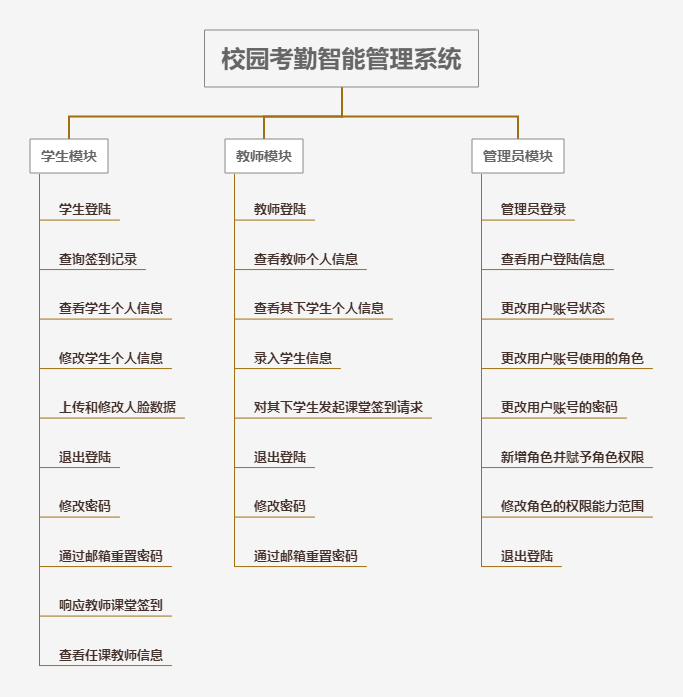 校园考勤智能管理系统
学生模块
学生登陆
查询签到记录
查看学生个人信息
修改学生个人信息
上传和修改人脸数据
退出登陆
修改密码
通过邮箱重置密码
响应教师课堂签到
查看任课教师信息
教师模块
教师登陆
查看教师个人信息
查看其下学生个人信息
录入学生信息
对其下学生发起课堂签到请求
退出登陆
修改密码
通过邮箱重置密码
管理员模块
管理员登录
查看用户登陆信息
更改用户账号状态
更改用户账号使用的角色
更改用户账号的密码
新增角色并赋予角色权限
修改角色的权限能力范围
退出登陆